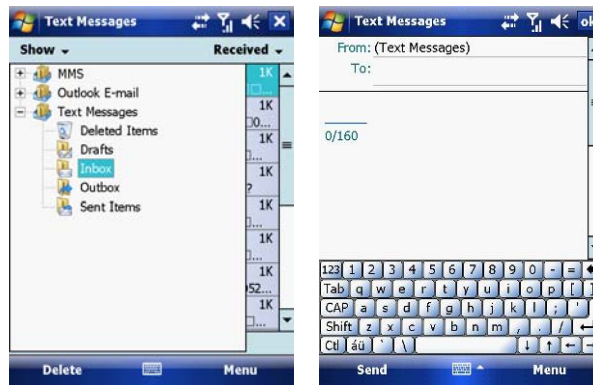 Text Messages
Show
Received
MMS
Outlook E-mail
Text Messages
Deleted Items
Drafts
Inbox
Outbox
Sent Items
1K
1K
0...
1K
1K
?
1K
1K
1K
052...
1K
Delete
Menu
Text Messages
ok
From: (Text Messages)
To:
0/160
123 1 2 3 4 5 6 7 8 9 0 - =
Tab q w e r t y u i o p [ ]
CAP a s d f g h j k l ; '
Shift z x c v b n m , . /
Ctl áü ` \
Send
Menu